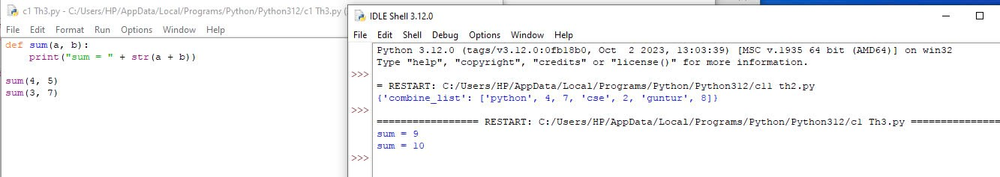 c1 Th3.py - C:/Users/HP/AppData/Local/Programs/Python/Python312/c1 Th3.py (
File Edit Format Run Options Window Help
def sum(a, b):
    print("sum = " + str(a + b))
sum(4, 5)
sum(3, 7)
IDLE Shell 3.12.0
File Edit Shell Debug Options Window Help
Python 3.12.0 (tags/v3.12.0:0fb18b0, Oct  2 2023, 13:03:39) [MSC v.1935 64 bit (AMD64)] on win32
Type "help", "copyright", "credits" or "license()" for more information.
>>>
= RESTART: C:/Users/HP/AppData/Local/Programs/Python/Python312/c11 th2.py
{'combine_list': ['python', 4, 7, 'cse', 2, 'guntur', 8]}
>>>
================= RESTART: C:/Users/HP/AppData/Local/Programs/Python/Python312/c1 Th3.py ===============
sum = 9
sum = 10
>>>